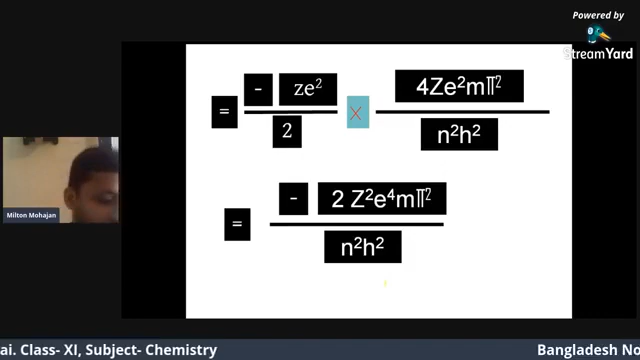 Powered by
StreamYard
= - ze² × 4Ze²mπ²
2 n²h²
= - 2 Z²e⁴mπ²
n²h²
Milton Mohajan
ai. Class- XI, Subject- Chemistry Bangladesh No